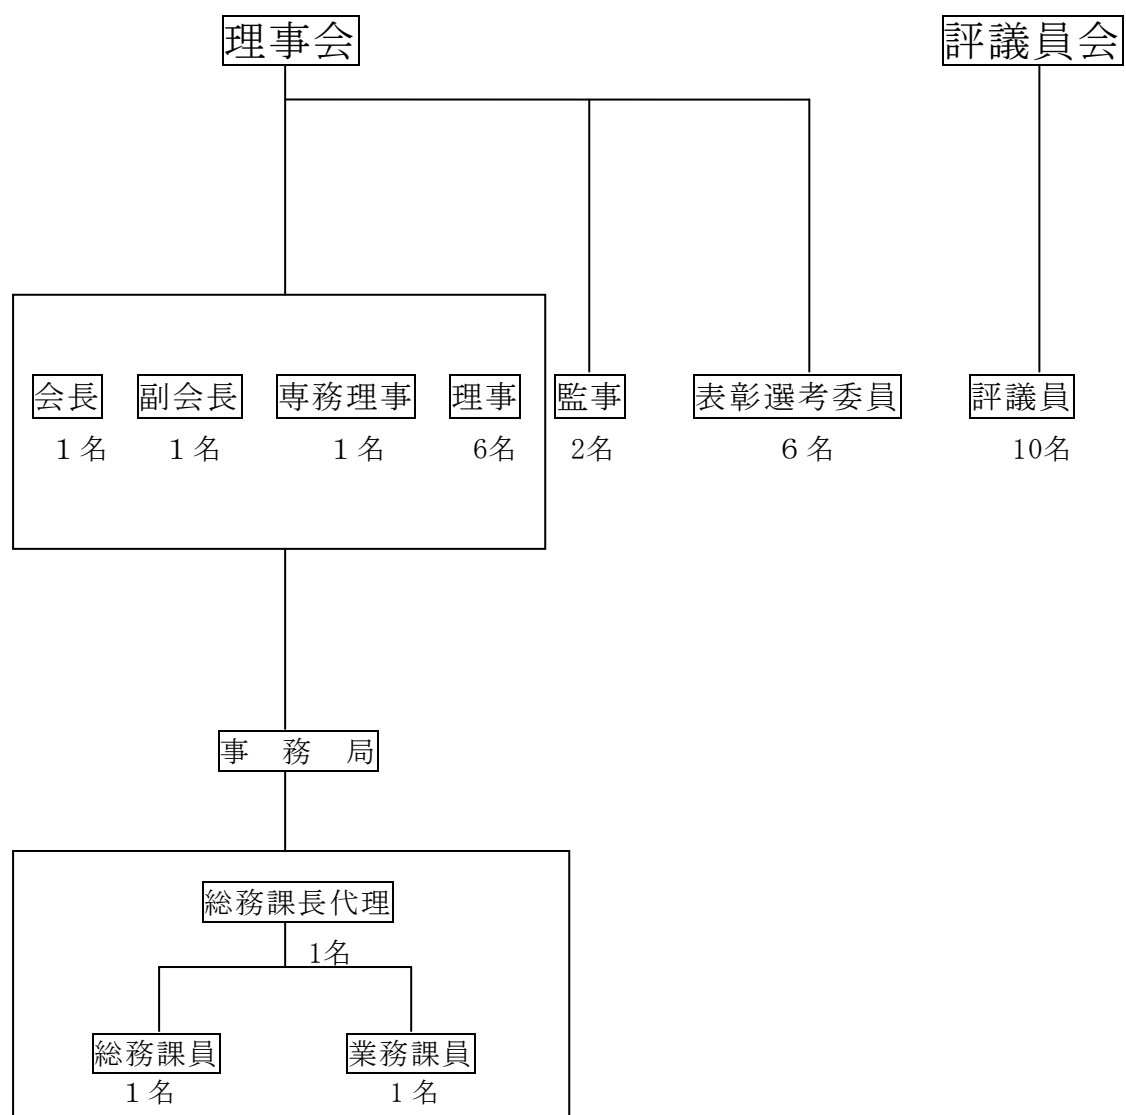 理事会 評議員会
会長 副会長 専務理事 理事 監事 表彰選考委員 評議員
１名 １名 １名 6名 2名 ６名 10名
事　務　局
総務課長代理
1名
総務課員 業務課員
１名 １名